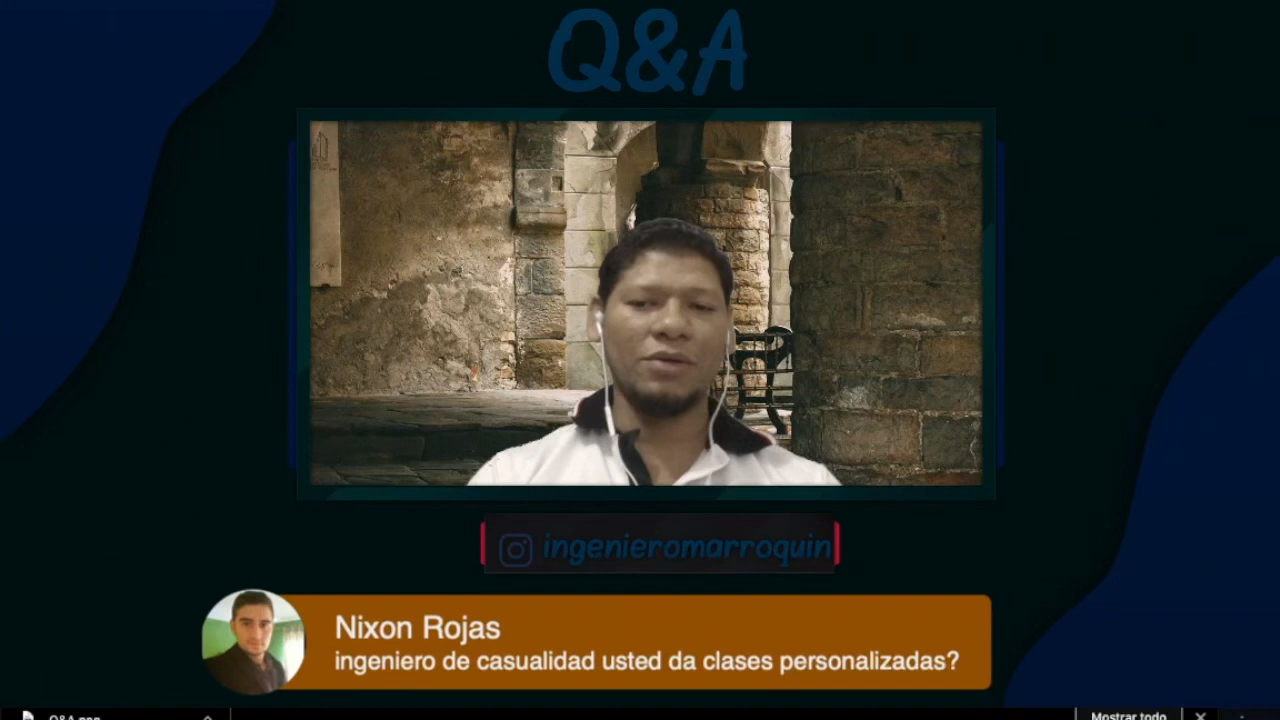 Q&A
ingenieromarroquin
Nixon Rojas
ingeniero de casualidad usted da clases personalizadas?
Mostrar todo